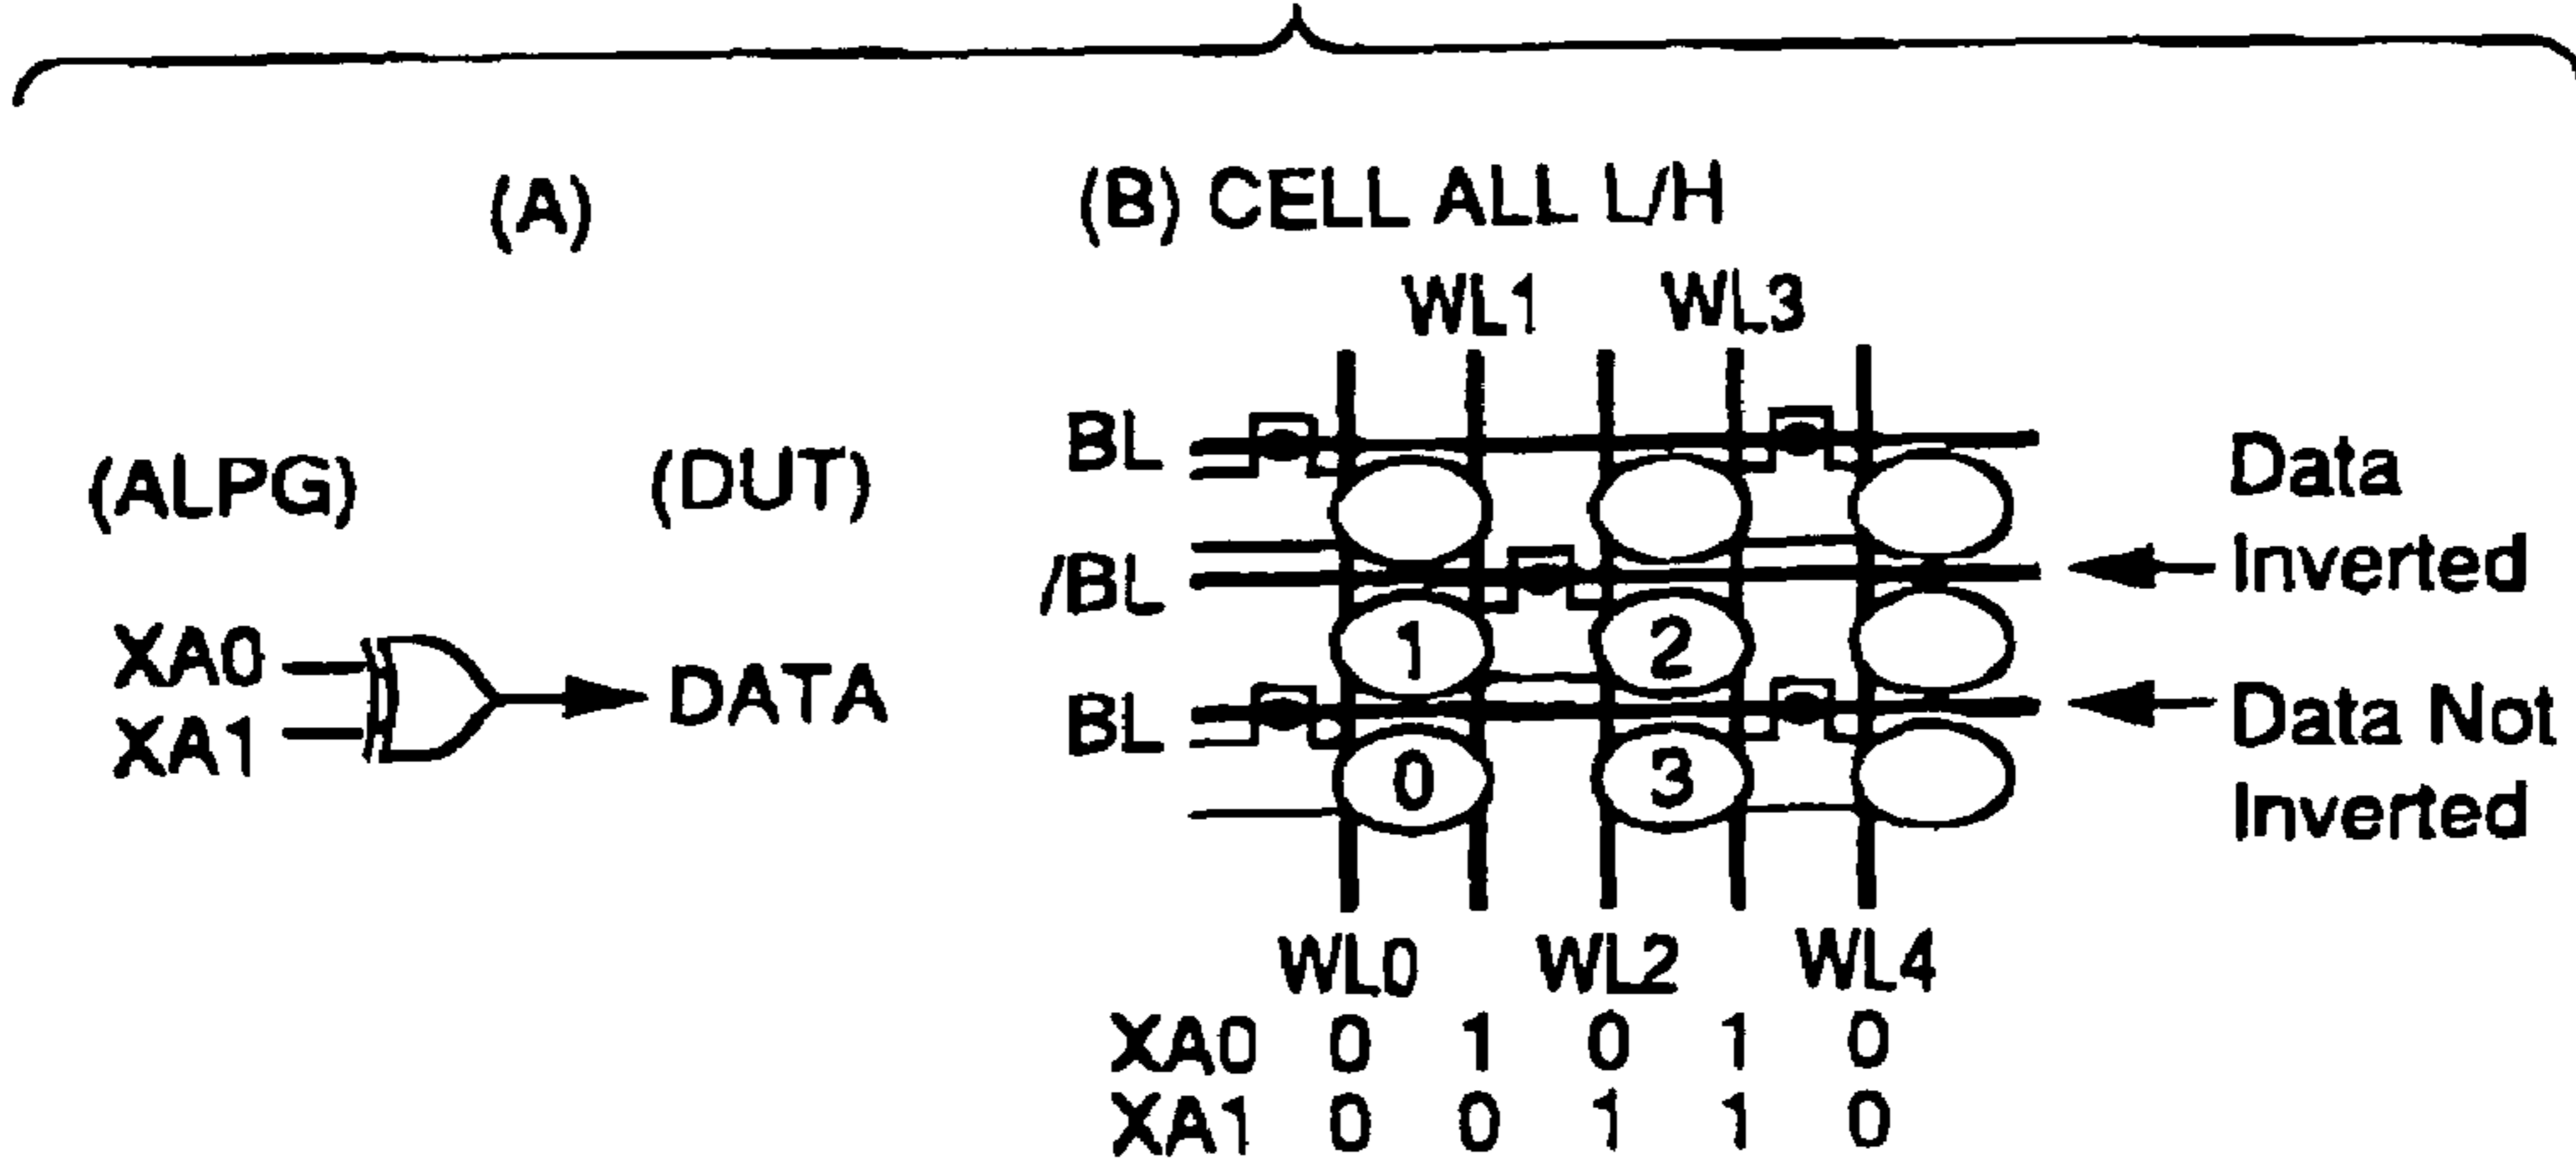 (A)
(ALPG) (DUT)
XA0
XA1
DATA
(B) CELL ALL L/H
WL1 WL3
BL
/BL
BL
1 2
0 3
Data
Inverted
Data Not
Inverted
WL0 WL2 WL4
XA0 0 1 0 1 0
XA1 0 0 1 1 0